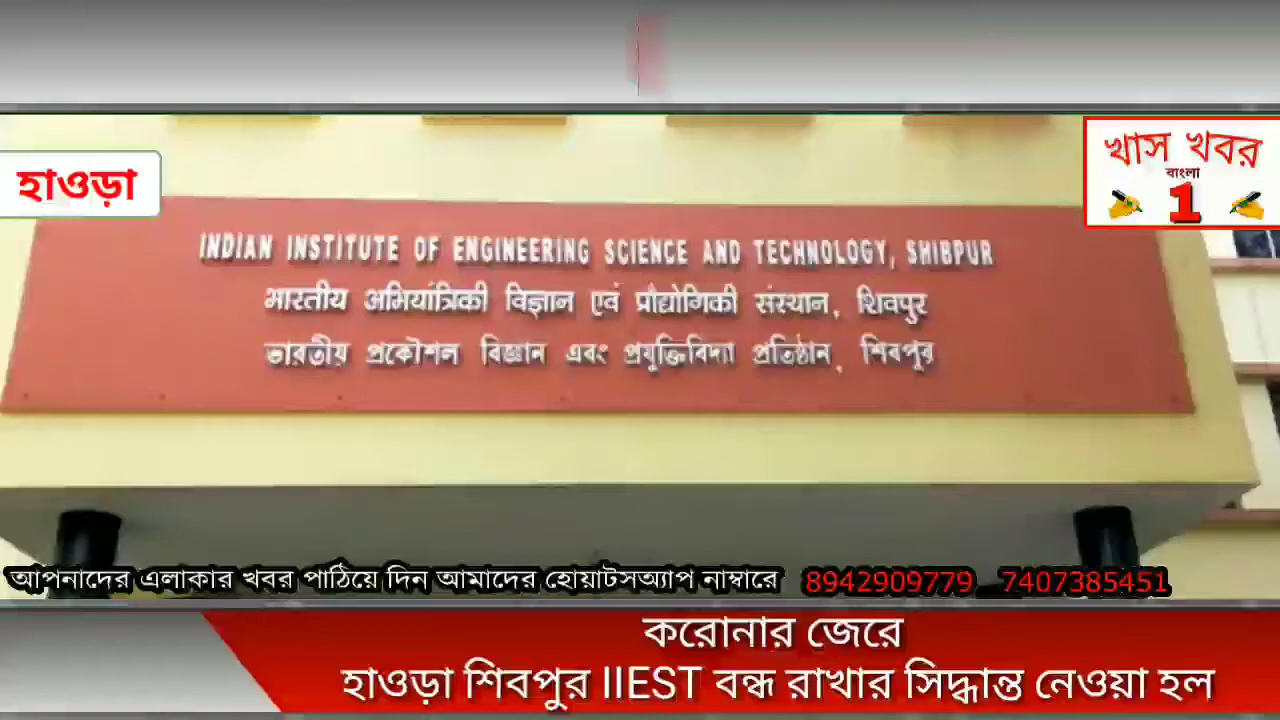 হাওড়া
খাস খবর
বাংলা
1
INDIAN INSTITUTE OF ENGINEERING SCIENCE AND TECHNOLOGY, SHIBPUR
भारतीय अभियांत्रिकी विज्ञान एवं प्रौद्योगिकी संस्थान, शिवपुर
ভারতীয় প্রকৌশল বিজ্ঞান এবং প্রযুক্তিবিদ্যা প্রতিষ্ঠান, শিবপুর
আপনাদের এলাকার খবর পাঠিয়ে দিন আমাদের হোয়াটসঅ্যাপ নাম্বারে 8942909779 7407385451
করোনার জেরে
হাওড়া শিবপুর IIEST বন্ধ রাখার সিদ্ধান্ত নেওয়া হল